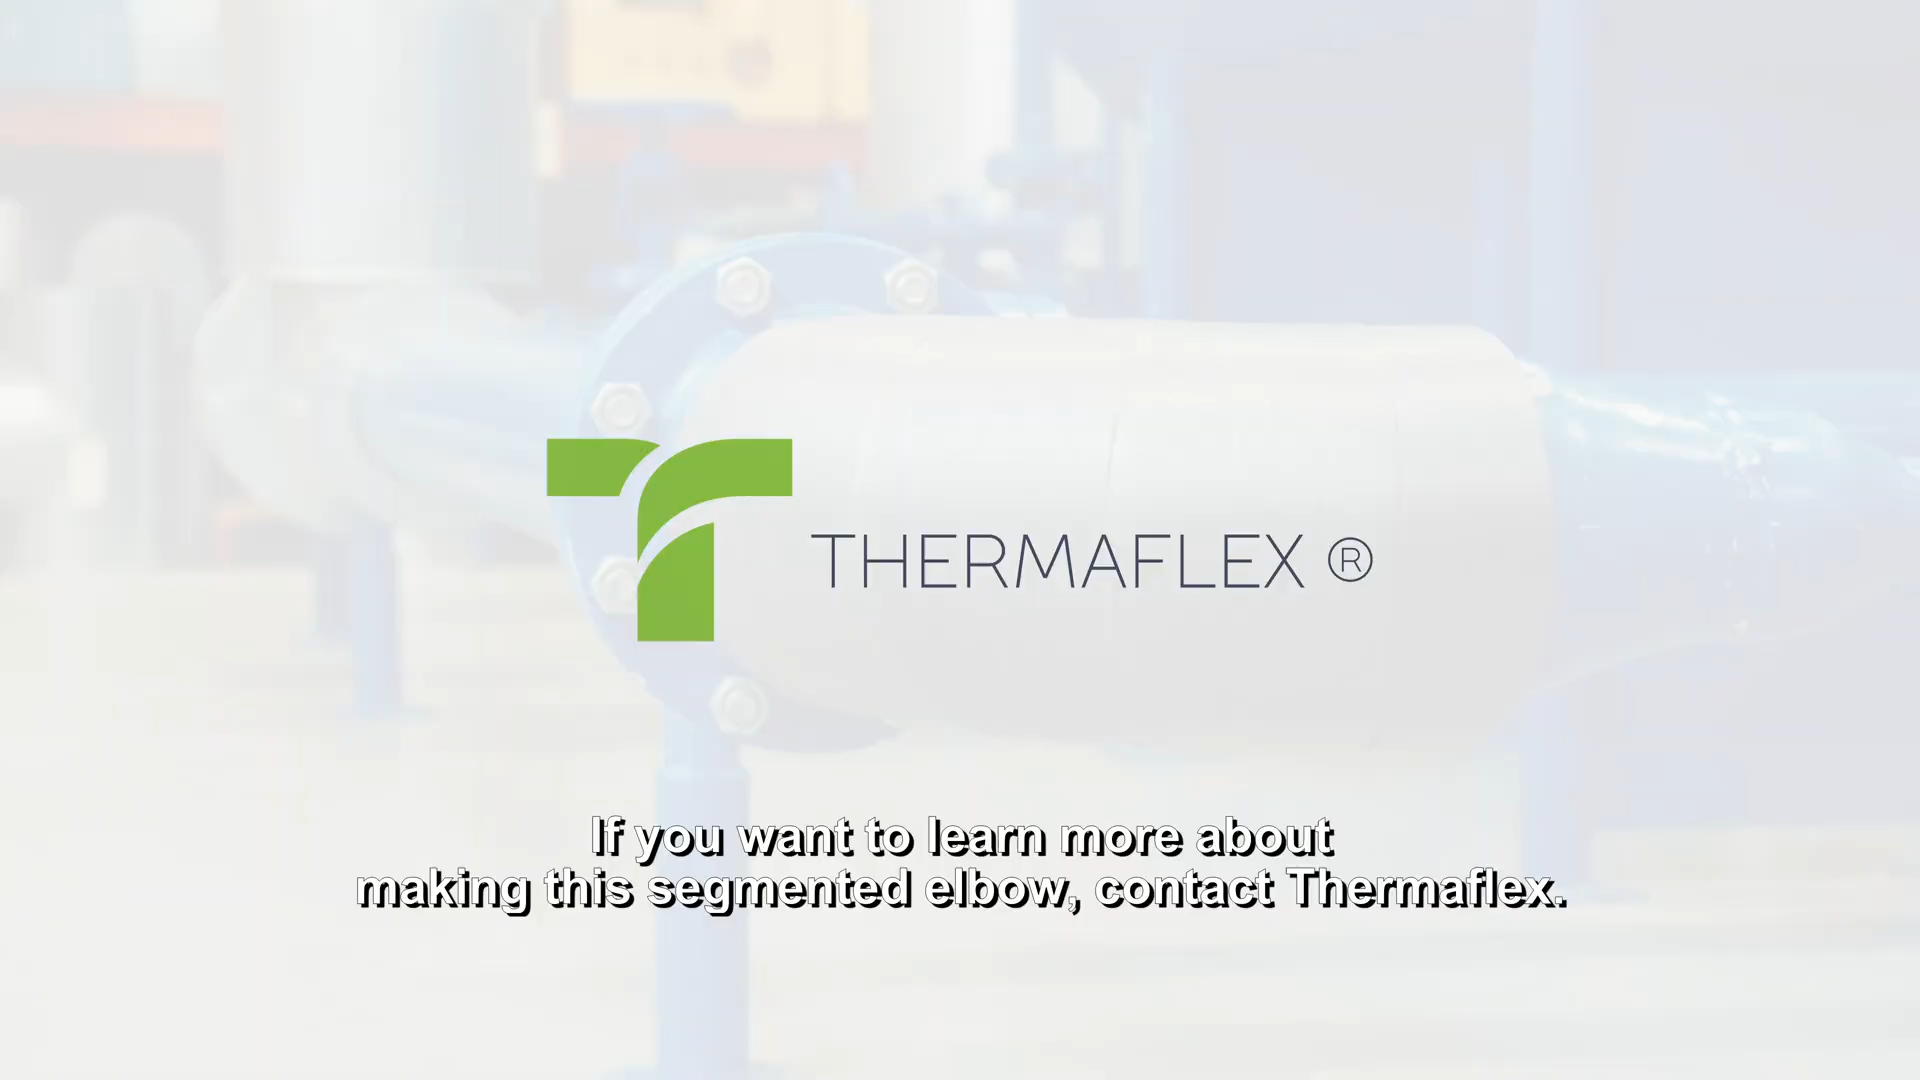 THERMAFLEX ®
If you want to learn more about
making this segmented elbow, contact Thermaflex.